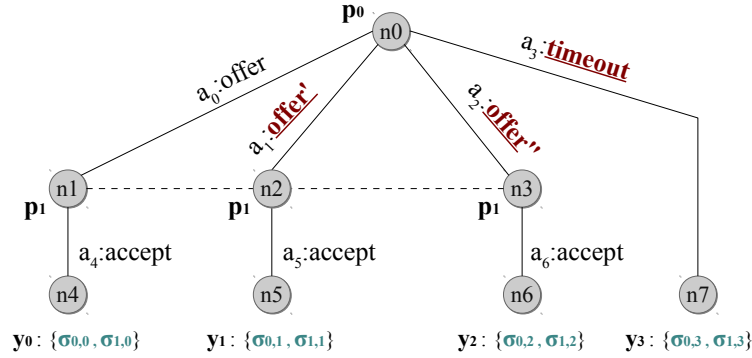 p0
n0
a0:offer
a1:offer'
a2:offer''
a3:timeout
n1
n2
n3
p1
p1
p1
a4:accept
a5:accept
a6:accept
n4
n5
n6
n7
y0 : {σ0,0 , σ1,0}
y1 : {σ0,1 , σ1,1}
y2 : {σ0,2 , σ1,2}
y3 : {σ0,3 , σ1,3}